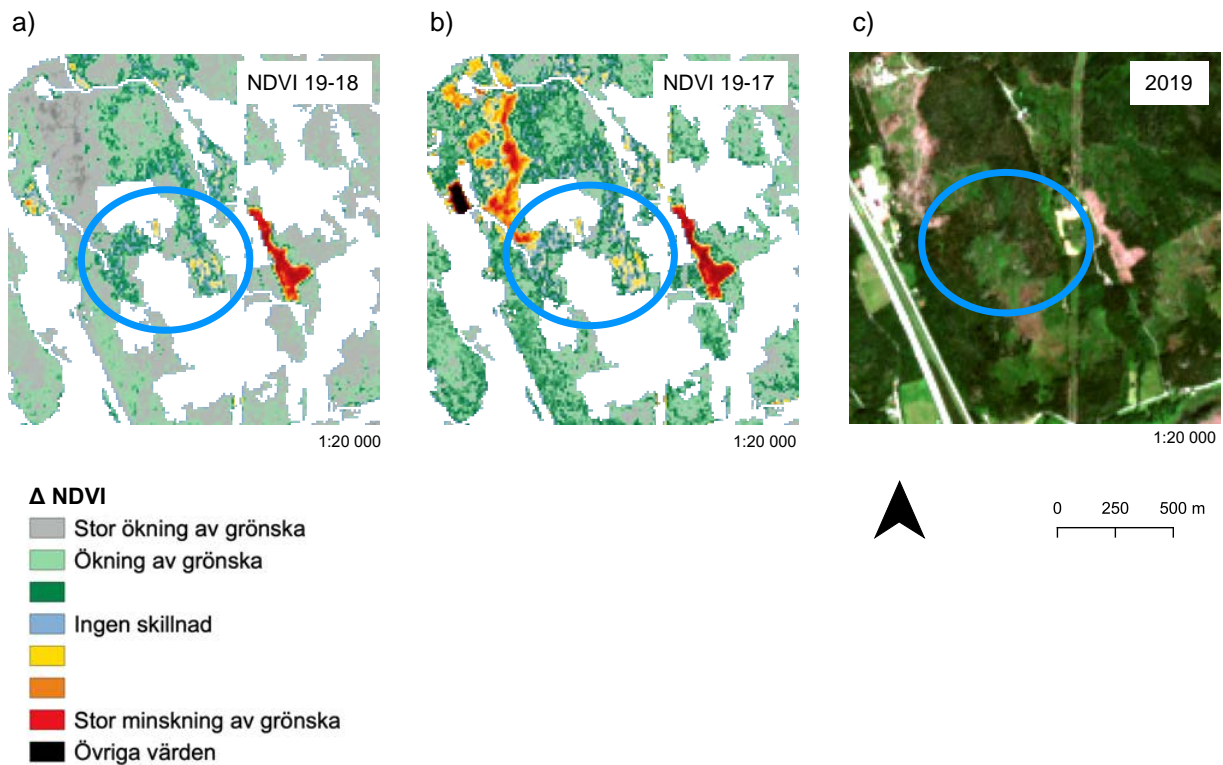 a)
b)
c)
NDVI 19-18
NDVI 19-17
2019
1:20 000
1:20 000
1:20 000
Δ NDVI
Stor ökning av grönska
Ökning av grönska
Ingen skillnad
Stor minskning av grönska
Övriga värden
0 250 500 m